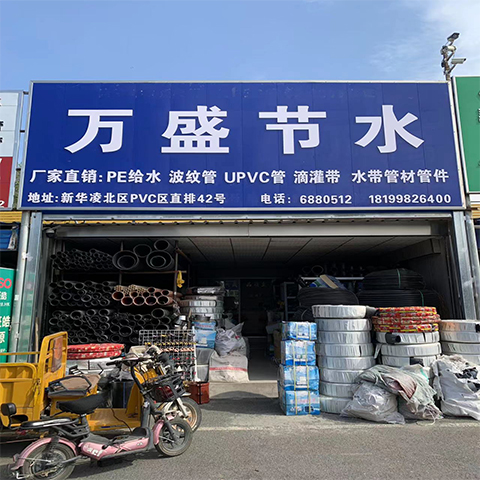 万盛节水
厂家直销:PE给水 波纹管 UPVC管 滴灌带 水带管材管件
地址:新华凌北区PVC区直排42号 电话: 6880512 18199826400